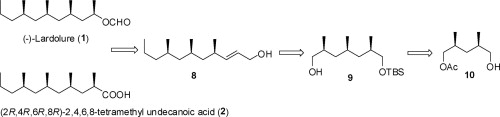 OCHO
(-)-Lardolure (1)
COOH
(2R,4R,6R,8R)-2,4,6,8-tetramethyl undecanoic acid (2)
OH
8
OH
OTBS
9
OAc
OH
10